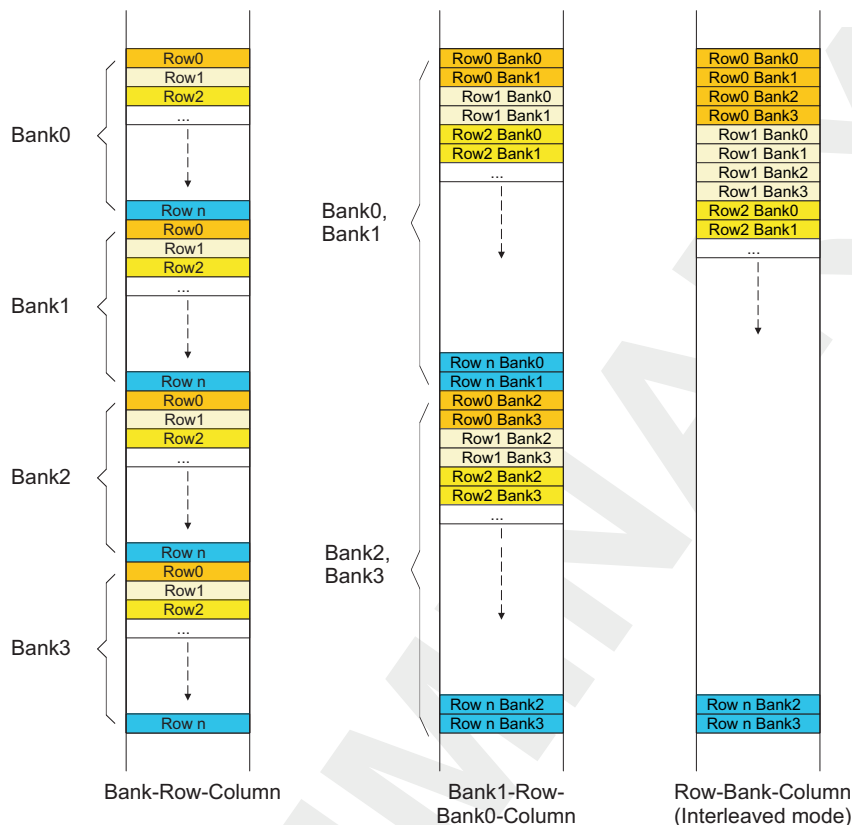 Row0
Row1
Row2
...
Row n
Bank0
Row0
Row1
Row2
...
Row n
Bank1
Row0
Row1
Row2
...
Row n
Bank2
Row0
Row1
Row2
...
Row n
Bank3
Bank-Row-Column
Row0 Bank0
Row0 Bank1
Row1 Bank0
Row1 Bank1
Row2 Bank0
Row2 Bank1
...
Row n Bank0
Row n Bank1
Bank0,
Bank1
Row0 Bank2
Row0 Bank3
Row1 Bank2
Row1 Bank3
Row2 Bank2
Row2 Bank3
...
Row n Bank2
Row n Bank3
Bank2,
Bank3
Bank1-Row-
Bank0-Column
Row0 Bank0
Row0 Bank1
Row0 Bank2
Row0 Bank3
Row1 Bank0
Row1 Bank1
Row1 Bank2
Row1 Bank3
Row2 Bank0
Row2 Bank1
...
Row n Bank2
Row n Bank3
Row-Bank-Column
(Interleaved mode)